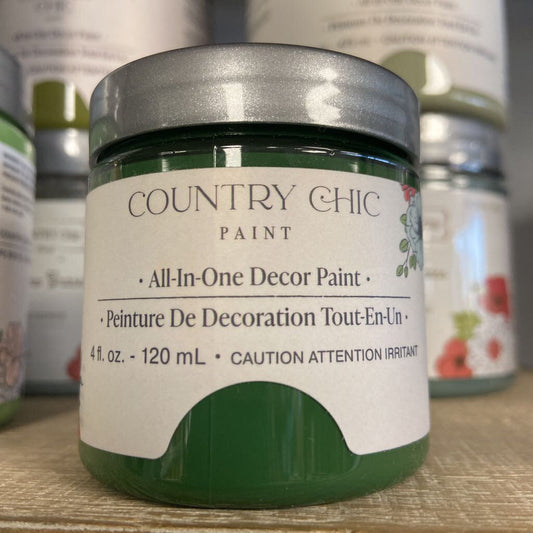 COUNTRY CHIC
PAINT
· All-In-One Decor Paint ·
· Peinture De Decoration Tout-En-Un ·
4 fl. oz. - 120 mL • CAUTION ATTENTION IRRITANT